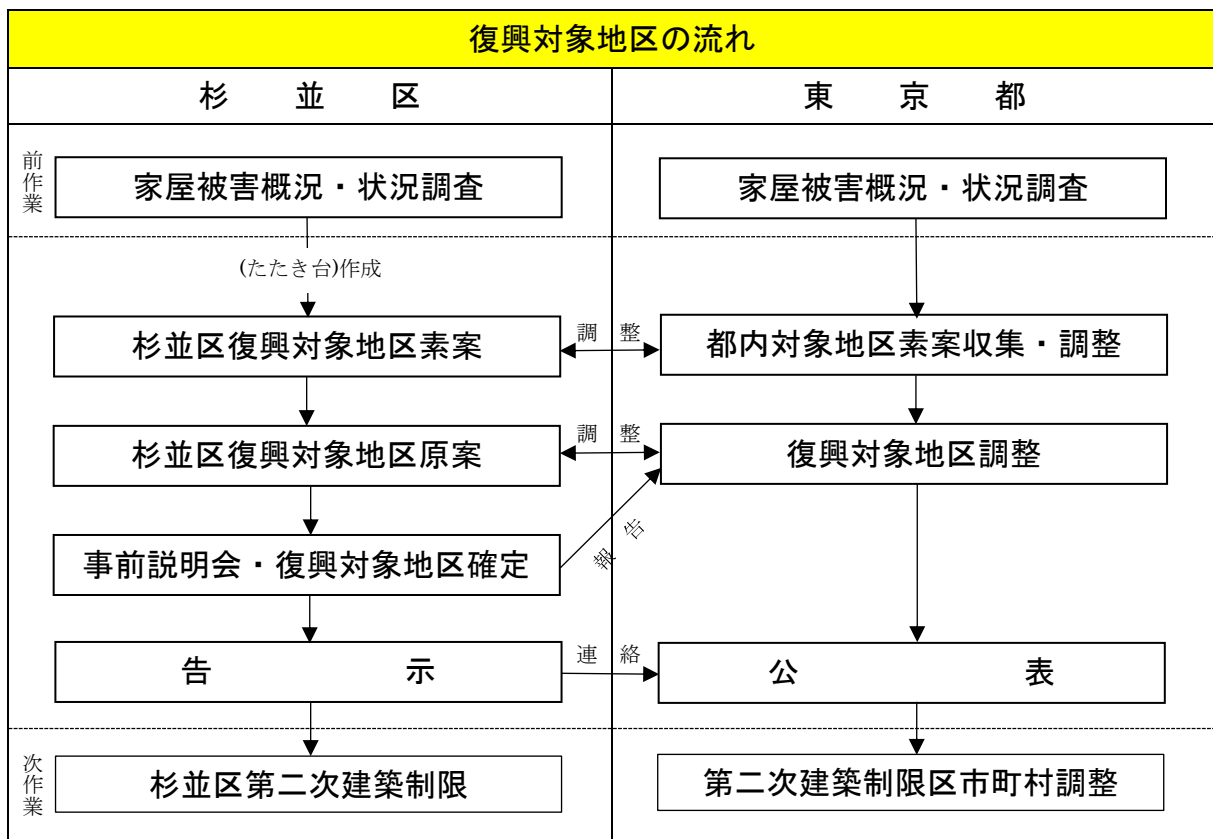 復興対象地区の流れ
杉並区
東京都
前作業
家屋被害概況・状況調査
家屋被害概況・状況調査
(たたき台)作成
杉並区復興対象地区素案
調整
都内対象地区素案収集・調整
杉並区復興対象地区原案
調整
復興対象地区調整
事前説明会・復興対象地区確定
報告
告示
連絡
公表
次作業
杉並区第二次建築制限
第二次建築制限区市町村調整